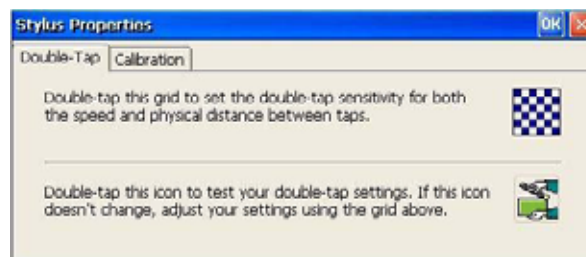 Stylus Properties OK
Double-Tap Calibration
Double-tap this grid to set the double-tap sensitivity for both
the speed and physical distance between taps.
Double-tap this icon to test your double-tap settings. If this icon
doesn't change, adjust your settings using the grid above.